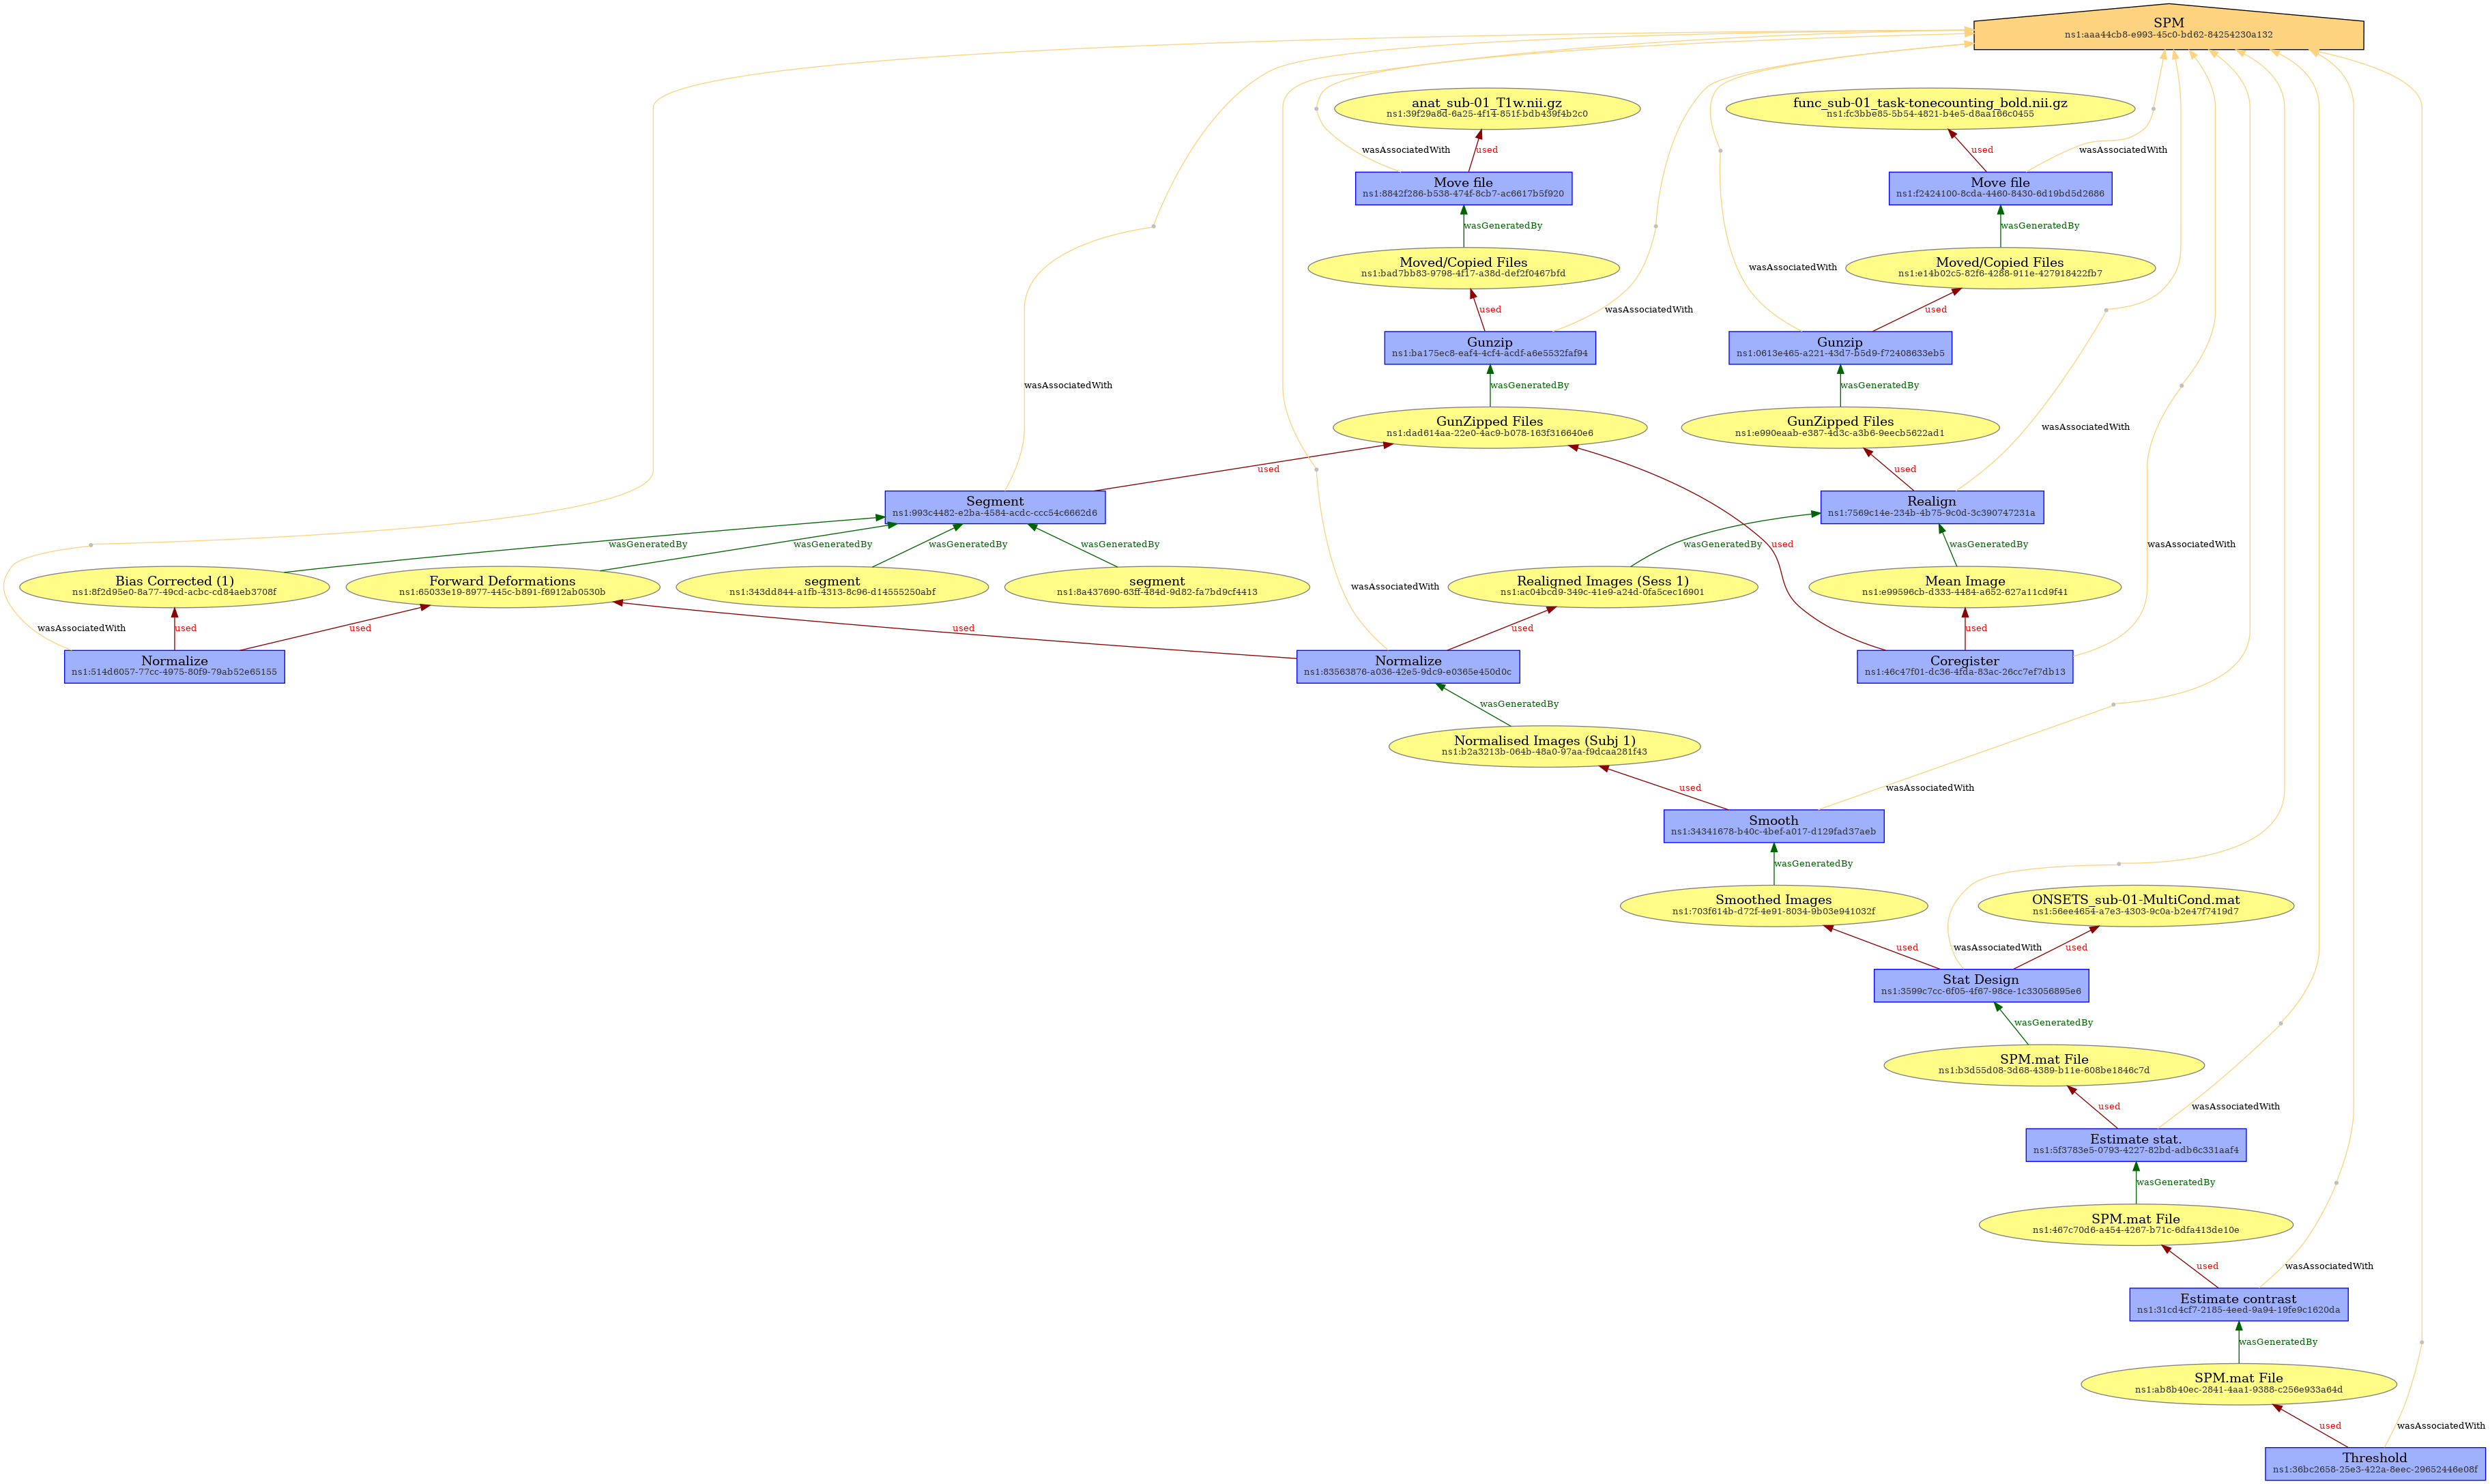 SPM
ns1:aaa44cb8-e993-45c0-bd62-84254230a132
anat_sub-01_T1w.nii.gz
ns1:39f29a8d-6a25-4f14-851f-bdb439f4b2c0
func_sub-01_task-tonecounting_bold.nii.gz
ns1:fc3bbe85-5b54-4821-b4e5-d8aa166c0455
wasAssociatedWith
used
used
wasAssociatedWith
Move file
ns1:8842f286-b538-474f-8cb7-ac6617b5f920
Move file
ns1:f2424100-8cda-4460-8430-6d19bd5d2686
wasGeneratedBy
wasGeneratedBy
Moved/Copied Files
ns1:bad7bb83-9798-4f17-a38d-def2f0467bfd
wasAssociatedWith
Moved/Copied Files
ns1:e14b02c5-82f6-4288-911e-427918422fb7
used
wasAssociatedWith
used
Gunzip
ns1:ba175ec8-eaf4-4cf4-acdf-a6e5532faf94
Gunzip
ns1:0613e465-a221-43d7-b5d9-f72408633eb5
wasAssociatedWith
wasGeneratedBy
wasGeneratedBy
GunZipped Files
ns1:dad614aa-22e0-4ac9-b078-163f316640e6
GunZipped Files
ns1:e990eaab-e387-4d3c-a3b6-9eecb5622ad1
wasAssociatedWith
used
used
Segment
ns1:993c4482-e2ba-4584-acdc-ccc54c6662d6
Realign
ns1:7569c14e-234b-4b75-9c0d-3c390747231a
wasGeneratedBy
wasGeneratedBy
wasGeneratedBy
wasGeneratedBy
wasGeneratedBy
used
wasGeneratedBy
wasAssociatedWith
Bias Corrected (1)
ns1:8f2d95e0-8a77-49cd-acbc-cd84aeb3708f
Forward Deformations
ns1:65033e19-8977-445c-b891-f6912ab0530b
segment
ns1:343dd844-a1fb-4313-8c96-d14555250abf
segment
ns1:8a437690-63ff-484d-9d82-fa7bd9cf4413
Realigned Images (Sess 1)
ns1:ac04bcd9-349c-41e9-a24d-0fa5cec16901
Mean Image
ns1:e99596cb-d333-4484-a652-627a11cd9f41
wasAssociatedWith
used
used
used
wasAssociatedWith
used
used
Normalize
ns1:514d6057-77cc-4975-80f9-79ab52e65155
Normalize
ns1:83563876-a036-42e5-9dc9-e0365e450d0c
Coregister
ns1:46c47f01-dc36-4fda-83ac-26cc7ef7db13
wasGeneratedBy
Normalised Images (Subj 1)
ns1:b2a3213b-064b-48a0-97aa-f9dcaa281f43
used
wasAssociatedWith
Smooth
ns1:34341678-b40c-4bef-a017-d129fad37aeb
wasGeneratedBy
Smoothed Images
ns1:703f614b-d72f-4e91-8034-9b03e941032f
ONSETS_sub-01-MultiCond.mat
ns1:56ee4654-a7e3-4303-9c0a-b2e47f7419d7
used
wasAssociatedWith
used
Stat Design
ns1:3599c7cc-6f05-4f67-98ce-1c33056895e6
wasGeneratedBy
SPM.mat File
ns1:b3d55d08-3d68-4389-b11e-608be1846c7d
used
wasAssociatedWith
Estimate stat.
ns1:5f3783e5-0793-4227-82bd-adb6c331aaf4
wasGeneratedBy
SPM.mat File
ns1:467c70d6-a454-4267-b71c-6dfa413de10e
used
wasAssociatedWith
Estimate contrast
ns1:31cd4cf7-2185-4eed-9a94-19fe9c1620da
wasGeneratedBy
SPM.mat File
ns1:ab8b40ec-2841-4aa1-9388-c256e933a64d
used
wasAssociatedWith
Threshold
ns1:36bc2658-25e3-422a-8eec-29652446e08f